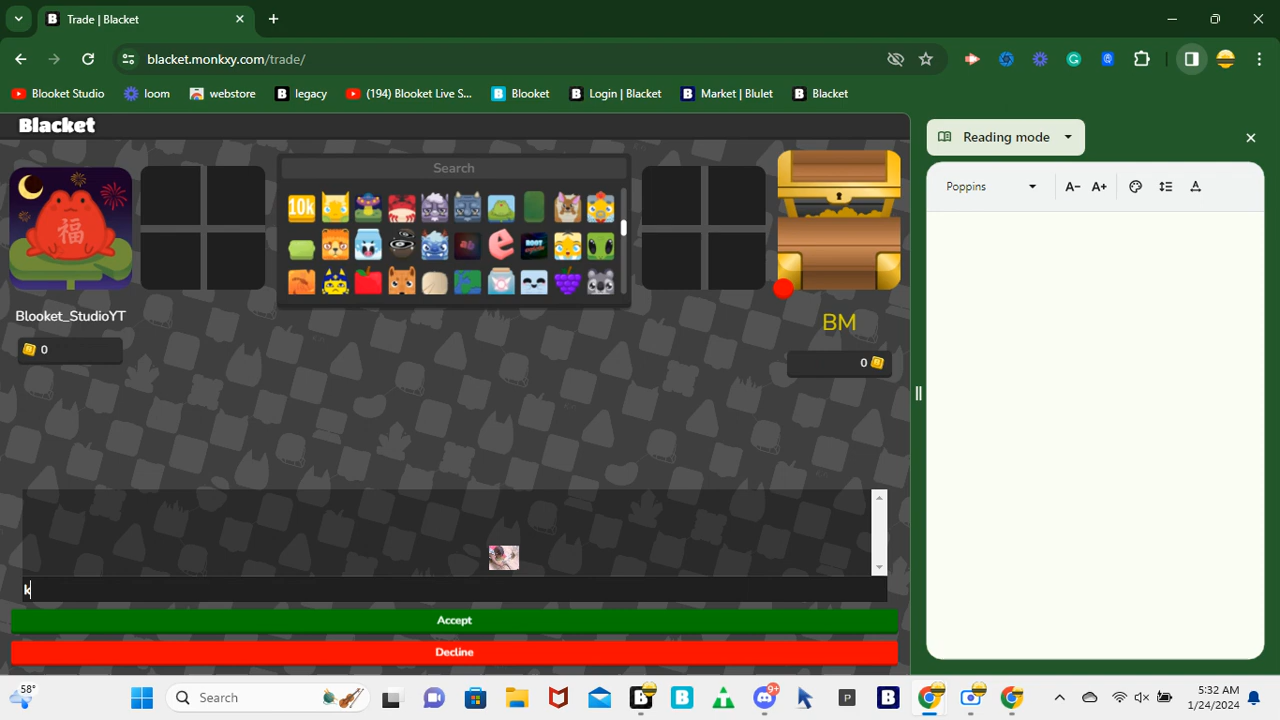 Trade | Blacket
blacket.monkxy.com/trade/
Blooket Studio
loom
webstore
legacy
(194) Blooket Live S...
Blooket
Login | Blacket
Market | Blulet
Blacket
Blacket
Search
10k
福
Blooket_StudioYT
0
BM
0
k
Accept
Decline
Reading mode
Poppins
A-
A+
58°
Search
9+
5:32 AM
1/24/2024